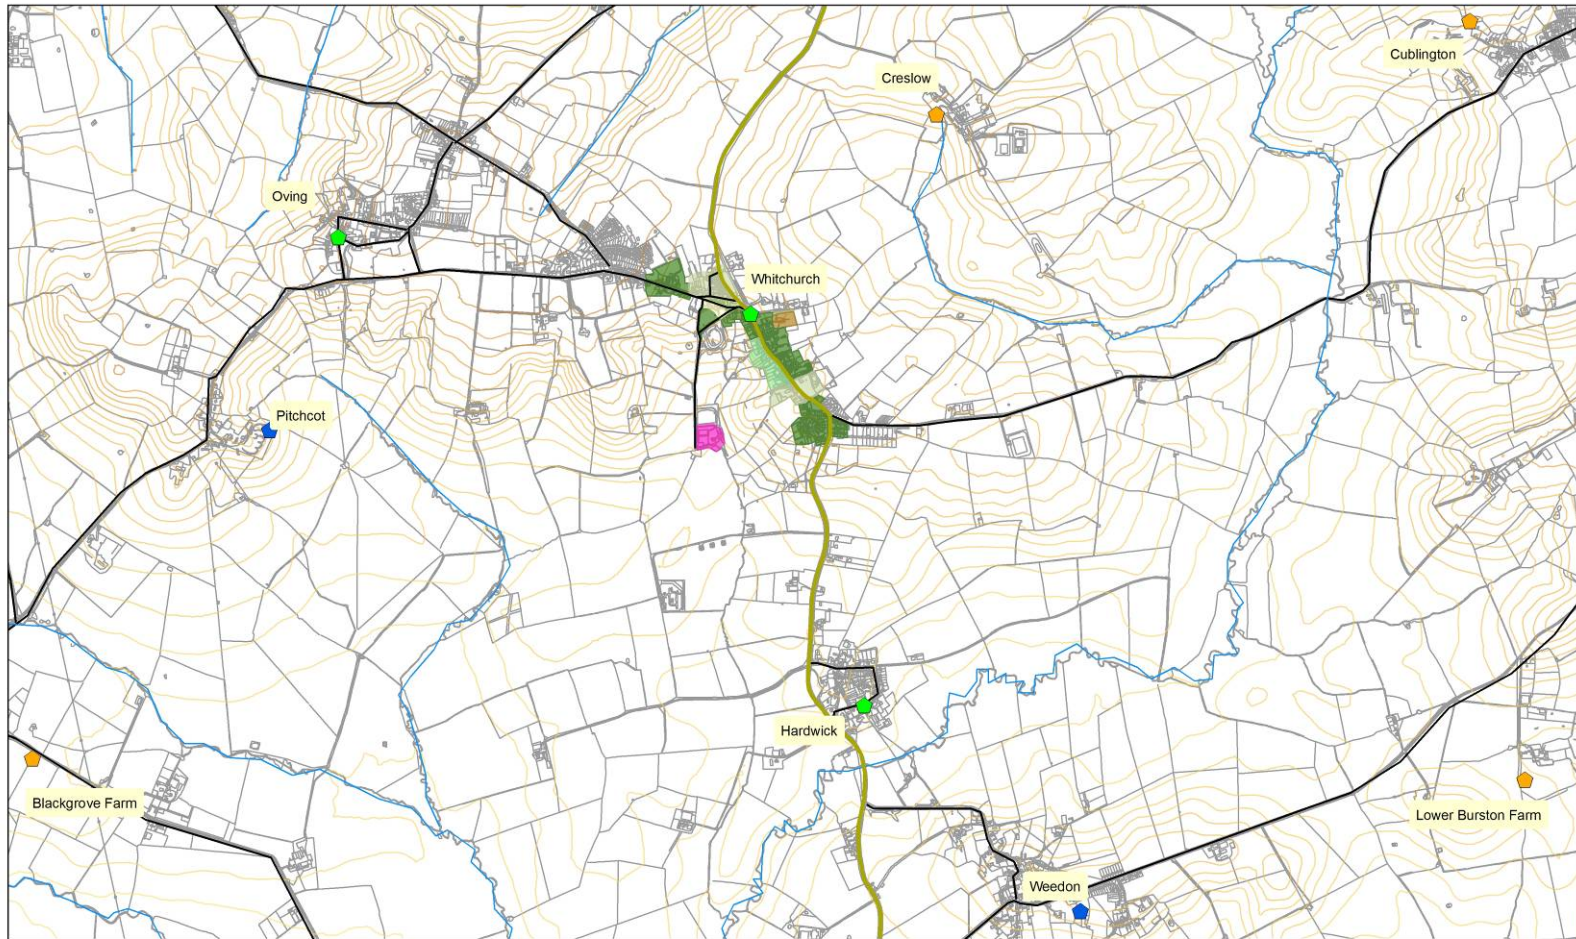 Cublington
Creslow
Oving
Whitchurch
Pitchcot
Hardwick
Blackgrove Farm
Lower Burston Farm
Weedon